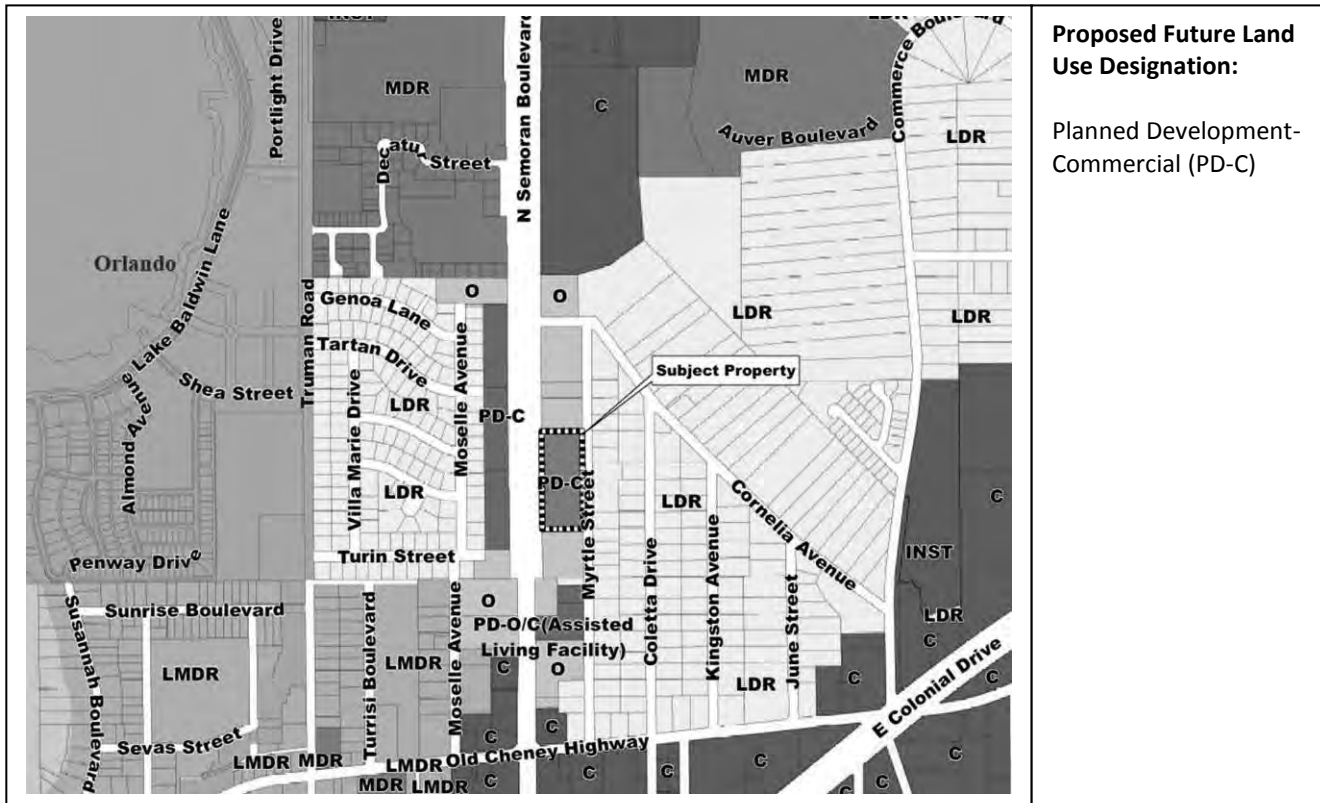 INST
LDR
Portlight Drive
MDR
N Semoran Boulevard
C
MDR
Commerce Boulevard
Auver Boulevard
LDR
Decatur Street
Orlando
Lake Baldwin Lane
Truman Road
O
O
Genoa Lane
LDR
LDR
Tartan Drive
Moselle Avenue
Subject Property
Shea Street
Almond Avenue
Villa Marie Drive
LDR
PD-C
PD-C
Myrtle Street
LDR
LDR
Coletta Drive
Kingston Avenue
Cornelia Avenue
C
INST
Turin Street
Penway Drive
June Street
Sunrise Boulevard
Susannah Boulevard
O
PD-O/C(Assisted
Living Facility)
LDR
C
E Colonial Drive
LMDR
Turrisi Boulevard
LMDR
Moselle Avenue
C
O
LDR
C
C
C
Sevas Street
LMDR
MDR
LMDR
Old Cheney Highway
C
C
C
C
C
C
C
C
MDR
LMDR
Proposed Future Land
Use Designation:
Planned Development-
Commercial (PD-C)